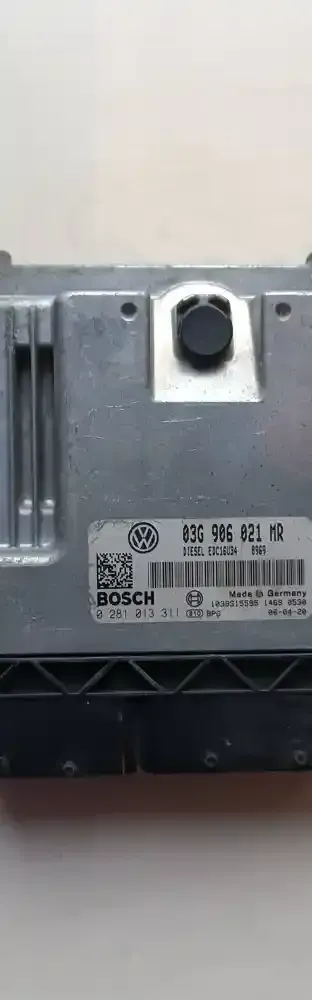 03G 906 021 MR
DIESEL EDC16U34 8969
BOSCH
Made in Germany
0 281 013 311 BPG
1039S15595 1469 0530
06-04-20